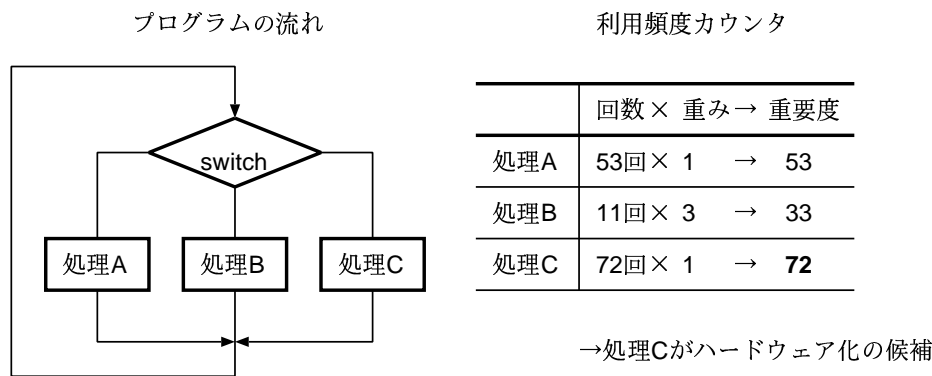 プログラムの流れ
switch
処理A 処理B 処理C
利用頻度カウンタ
回数× 重み→ 重要度
処理A 53回× 1 → 53
処理B 11回× 3 → 33
処理C 72回× 1 → 72
→処理Cがハードウェア化の候補